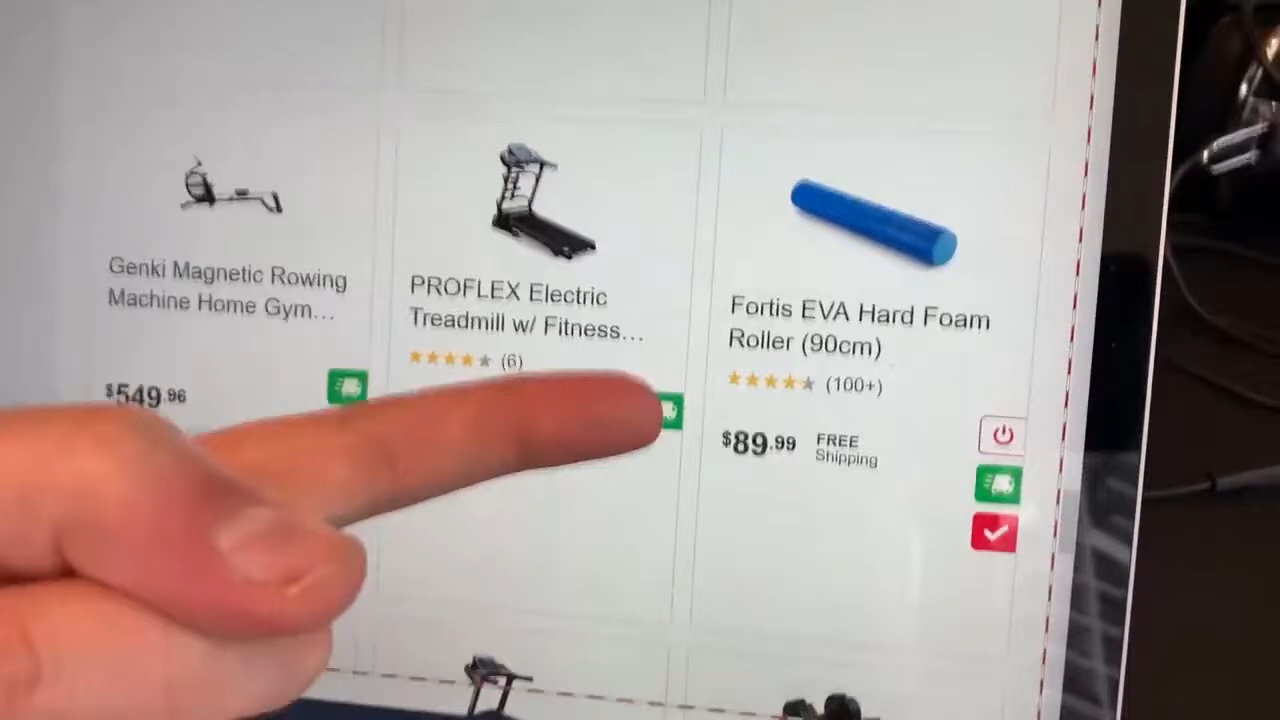 Genki Magnetic Rowing
Machine Home Gym...
$549.96
PROFLEX Electric
Treadmill w/ Fitness...
(6)
Fortis EVA Hard Foam
Roller (90cm)
(100+)
$89.99
FREE
Shipping